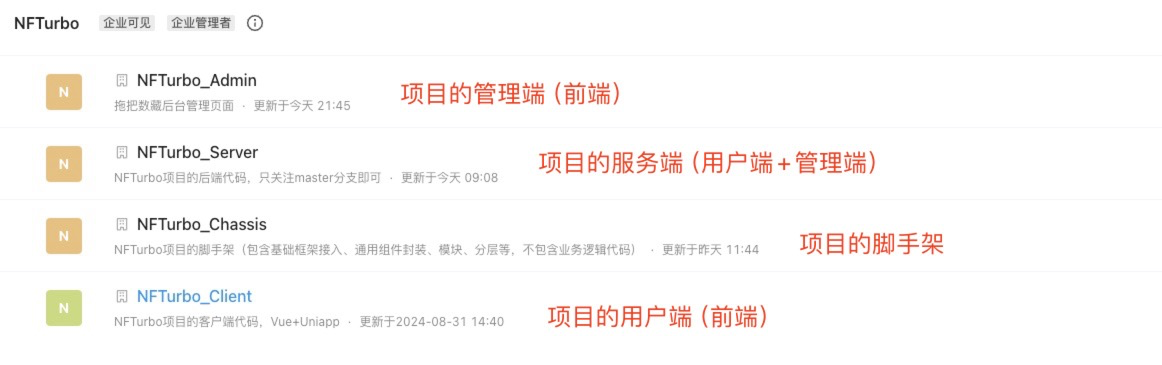 NFTurbo 企业可见 企业管理者
N NFTurbo_Admin
拖把数藏后台管理页面 · 更新于今天 21:45
项目的管理端（前端）
N NFTurbo_Server
NFTurbo项目的后端代码，只关注master分支即可 · 更新于今天 09:08
项目的服务端（用户端+管理端）
N NFTurbo_Chassis
NFTurbo项目的脚手架（包含基础框架接入、通用组件封装、模块、分层等，不包含业务逻辑代码） · 更新于昨天 11:44
项目的脚手架
N NFTurbo_Client
NFTurbo项目的客户端代码，Vue+Uniapp · 更新于2024-08-31 14:40
项目的用户端（前端）